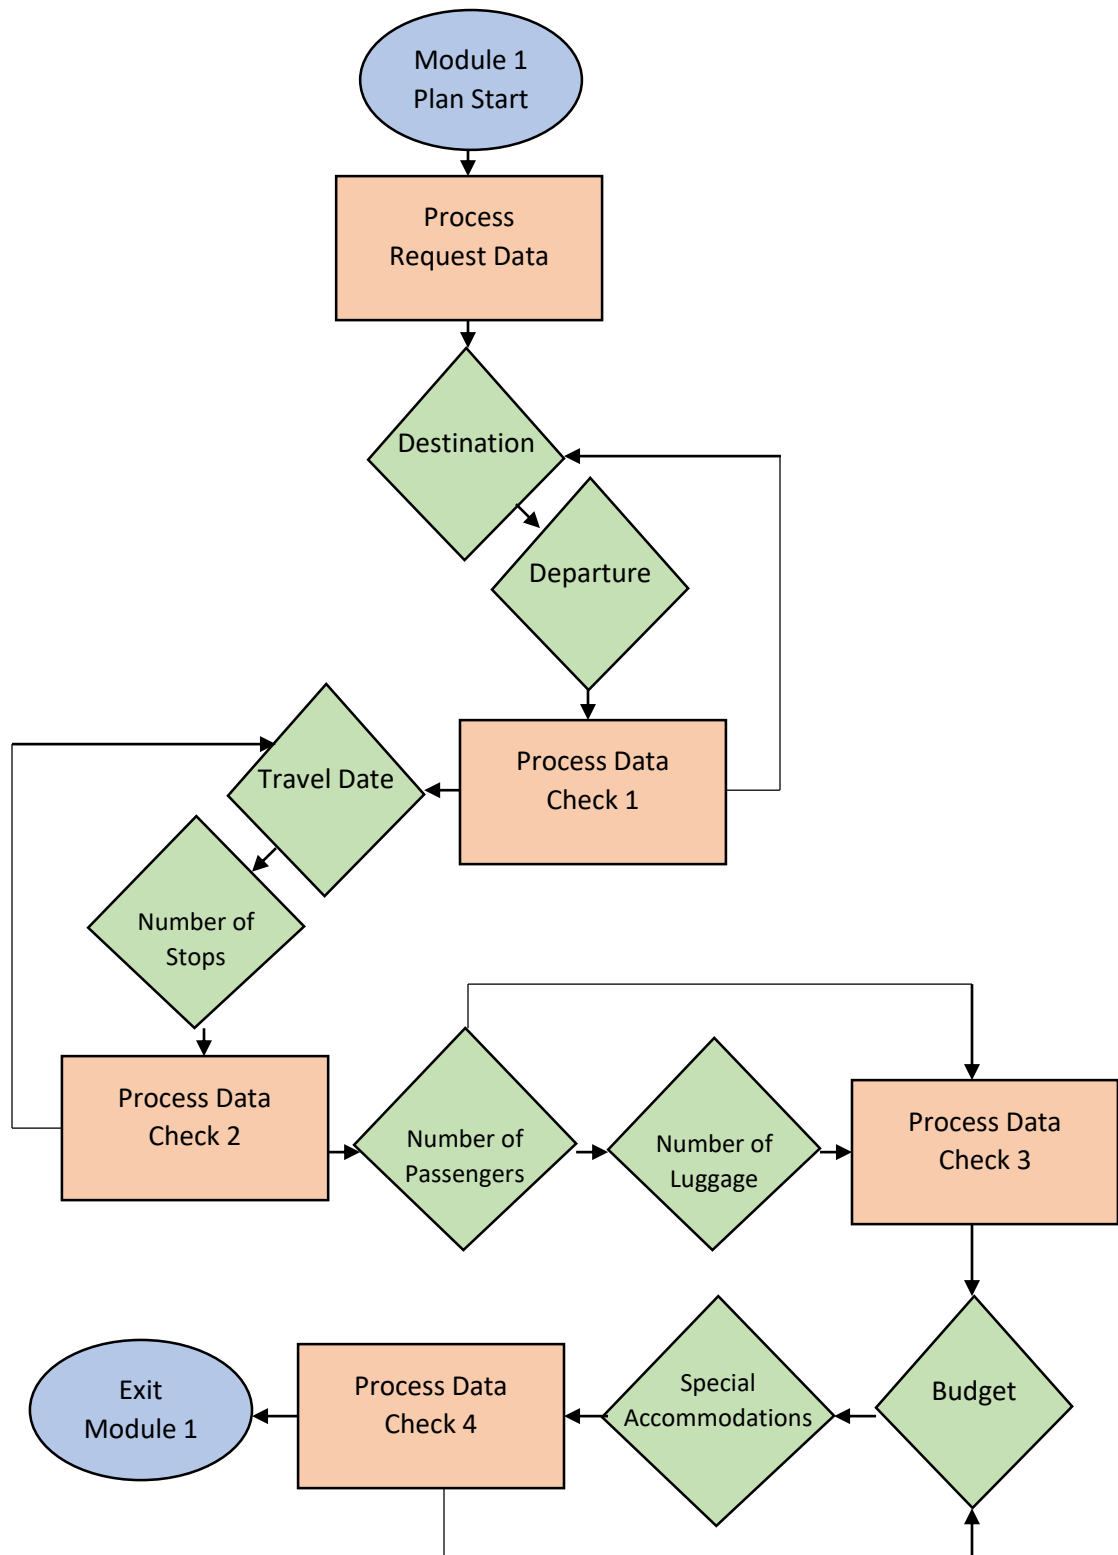 Module 1
Plan Start
Process
Request Data
Destination
Departure
Process Data
Check 1
Travel Date
Number of
Stops
Process Data
Check 2
Number of
Passengers
Number of
Luggage
Process Data
Check 3
Budget
Special
Accommodations
Process Data
Check 4
Exit
Module 1